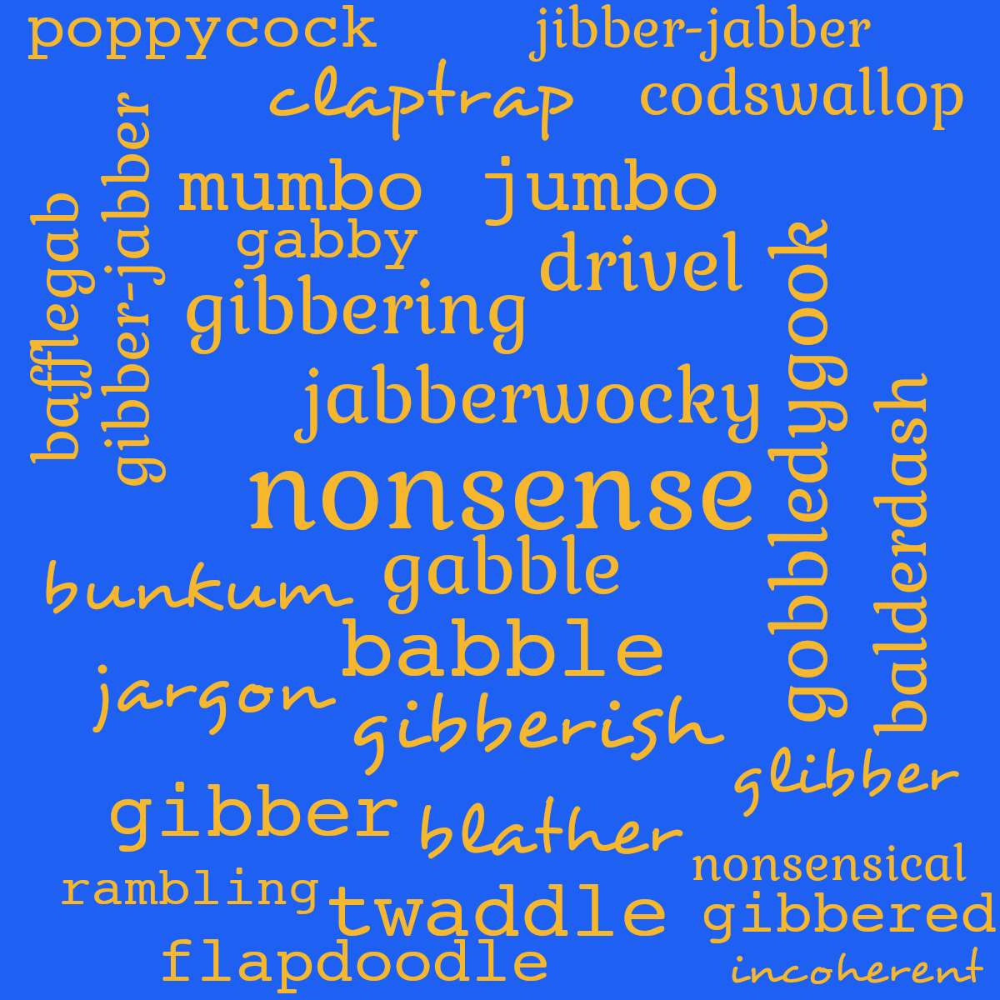 poppycock
jibber-jabber
claptrap
codswallop
bafflegab
gibber-jabber
mumbo jumbo
gabby
drivel
gibbering
jabberwocky
gobbledygook
balderdash
nonsense
gabble
bunkum
babble
jargon
gibberish
glibber
gibber
blather
nonsensical
rambling
twaddle
gibbered
flapdoodle
incoherent